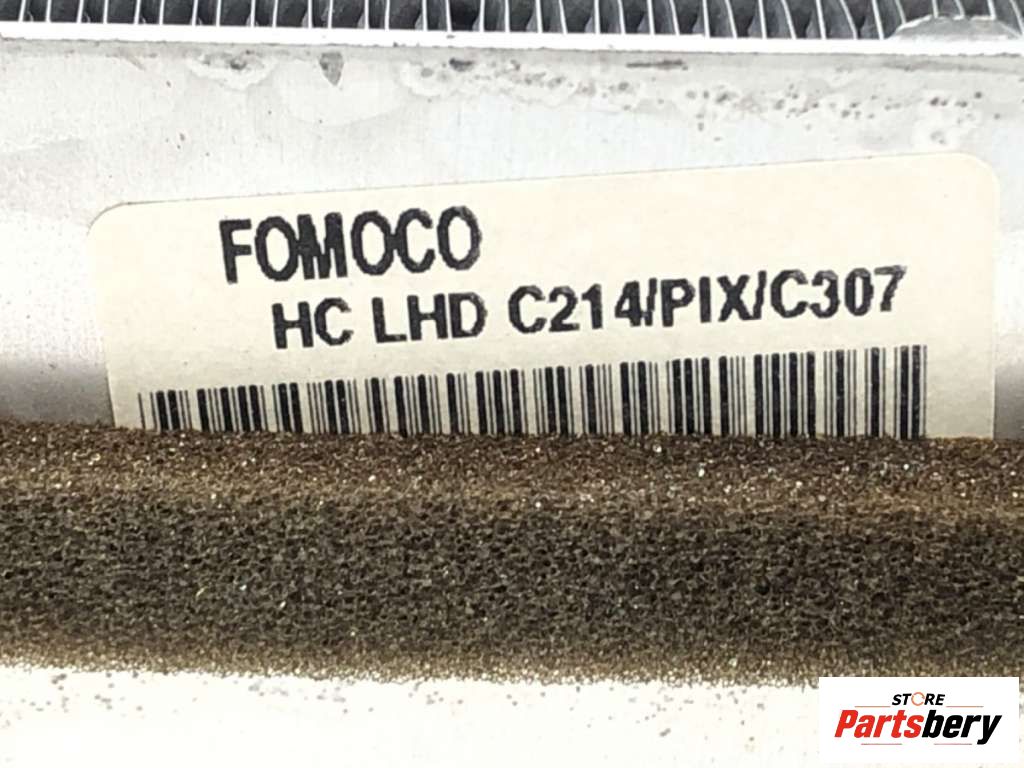 FOMOCO
HC LHD C214/PIX/C307
STORE
Partsbery